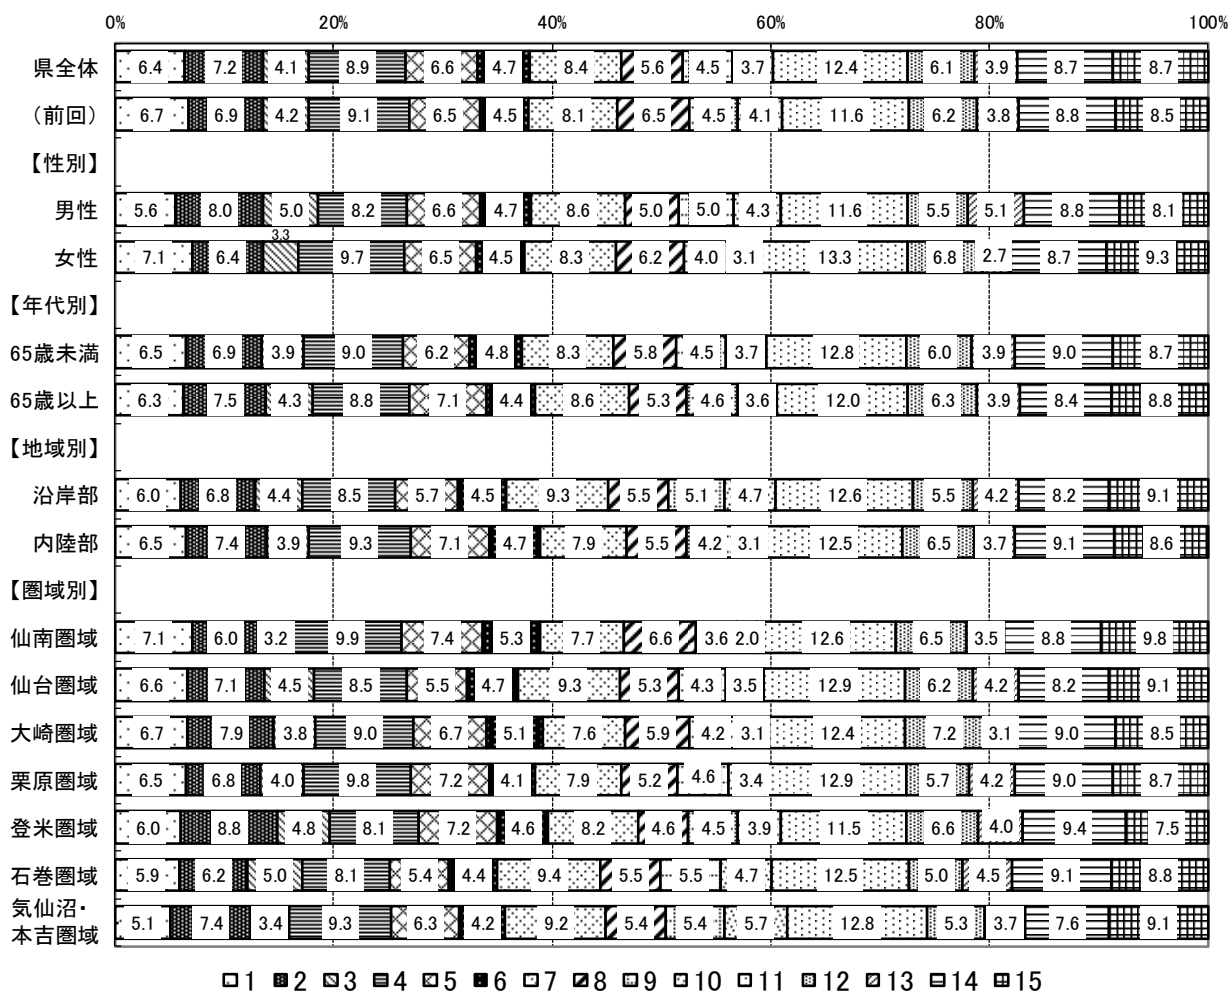 0% 20% 40% 60% 80% 100%
県全体 6.4 7.2 4.1 8.9 6.6 4.7 8.4 5.6 4.5 3.7 12.4 6.1 3.9 8.7 8.7
(前回) 6.7 6.9 4.2 9.1 6.5 4.5 8.1 6.5 4.5 4.1 11.6 6.2 3.8 8.8 8.5
【性別】
男性 5.6 8.0 5.0 8.2 6.6 4.7 8.6 5.0 5.0 4.3 11.6 5.5 5.1 8.8 8.1
女性 7.1 6.4 3.3 9.7 6.5 4.5 8.3 6.2 4.0 3.1 13.3 6.8 2.7 8.7 9.3
【年代別】
65歳未満 6.5 6.9 3.9 9.0 6.2 4.8 8.3 5.8 4.5 3.7 12.8 6.0 3.9 9.0 8.7
65歳以上 6.3 7.5 4.3 8.8 7.1 4.4 8.6 5.3 4.6 3.6 12.0 6.3 3.9 8.4 8.8
【地域別】
沿岸部 6.0 6.8 4.4 8.5 5.7 4.5 9.3 5.5 5.1 4.7 12.6 5.5 4.2 8.2 9.1
内陸部 6.5 7.4 3.9 9.3 7.1 4.7 7.9 5.5 4.2 3.1 12.5 6.5 3.7 9.1 8.6
【圏域別】
仙南圏域 7.1 6.0 3.2 9.9 7.4 5.3 7.7 6.6 3.6 2.0 12.6 6.5 3.5 8.8 9.8
仙台圏域 6.6 7.1 4.5 8.5 5.5 4.7 9.3 5.3 4.3 3.5 12.9 6.2 4.2 8.2 9.1
大崎圏域 6.7 7.9 3.8 9.0 6.7 5.1 7.6 5.9 4.2 3.1 12.4 7.2 3.1 9.0 8.5
栗原圏域 6.5 6.8 4.0 9.8 7.2 4.1 7.9 5.2 4.6 3.4 12.9 5.7 4.2 9.0 8.7
登米圏域 6.0 8.8 4.8 8.1 7.2 4.6 8.2 4.6 4.5 3.9 11.5 6.6 4.0 9.4 7.5
石巻圏域 5.9 6.2 5.0 8.1 5.4 4.4 9.4 5.5 5.5 4.7 12.5 5.0 4.5 9.1 8.8
気仙沼・
本吉圏域 5.1 7.4 3.4 9.3 6.3 4.2 9.2 5.4 5.4 5.7 12.8 5.3 3.7 7.6 9.1
1 2 3 4 5 6 7 8 9 10 11 12 13 14 15